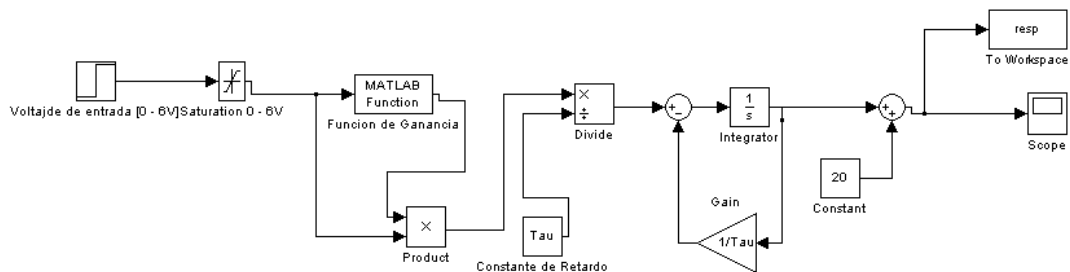 resp
To Workspace
MATLAB
Function
Voltajde de entrada [0 - 6V]
Saturation 0 - 6V
Funcion de Ganancia
×
÷
Divide
+
−
1
s
Integrator
+
+
Scope
20
Constant
Gain
×
Product
Tau
Constante de Retardo
1/Tau